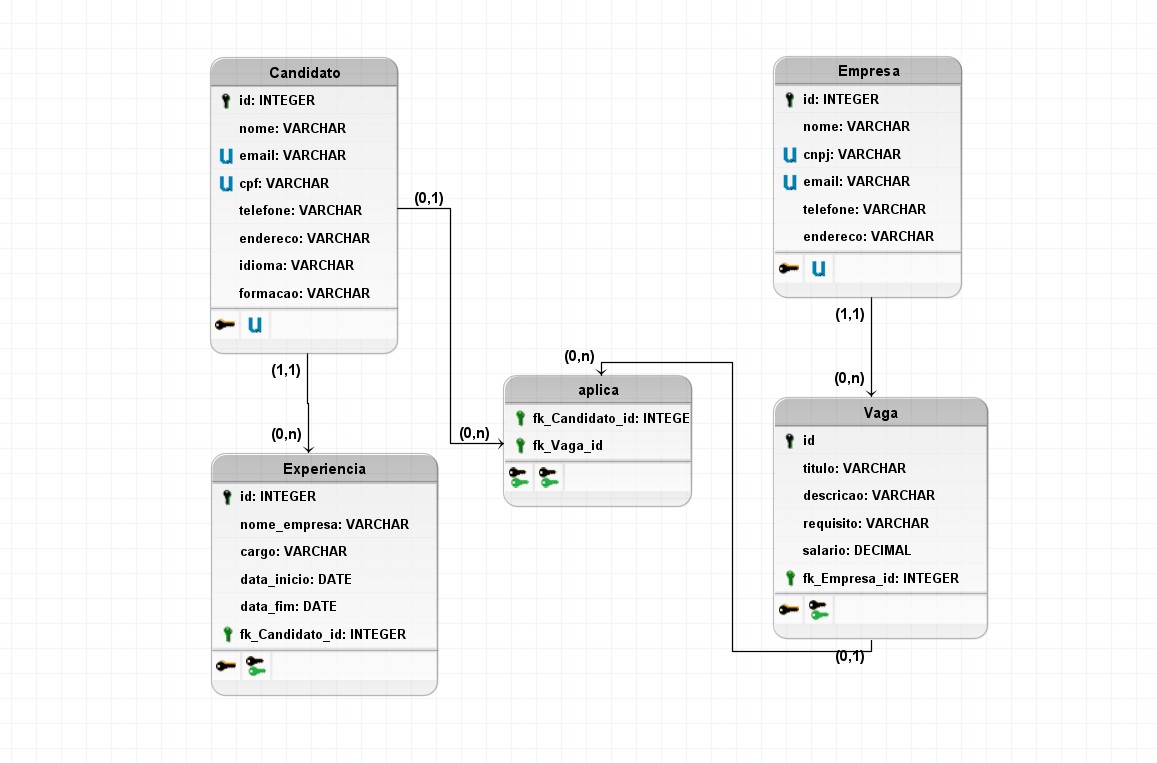 Candidato
id: INTEGER
nome: VARCHAR
email: VARCHAR
cpf: VARCHAR
telefone: VARCHAR
endereco: VARCHAR
idioma: VARCHAR
formacao: VARCHAR
(0,1)
(1,1)
(0,n)
Experiencia
id: INTEGER
nome_empresa: VARCHAR
cargo: VARCHAR
data_inicio: DATE
data_fim: DATE
fk_Candidato_id: INTEGER
(0,n)
(0,n)
aplica
fk_Candidato_id: INTEGE
fk_Vaga_id
Empresa
id: INTEGER
nome: VARCHAR
cnpj: VARCHAR
email: VARCHAR
telefone: VARCHAR
endereco: VARCHAR
(1,1)
(0,n)
Vaga
id
titulo: VARCHAR
descricao: VARCHAR
requisito: VARCHAR
salario: DECIMAL
fk_Empresa_id: INTEGER
(0,1)